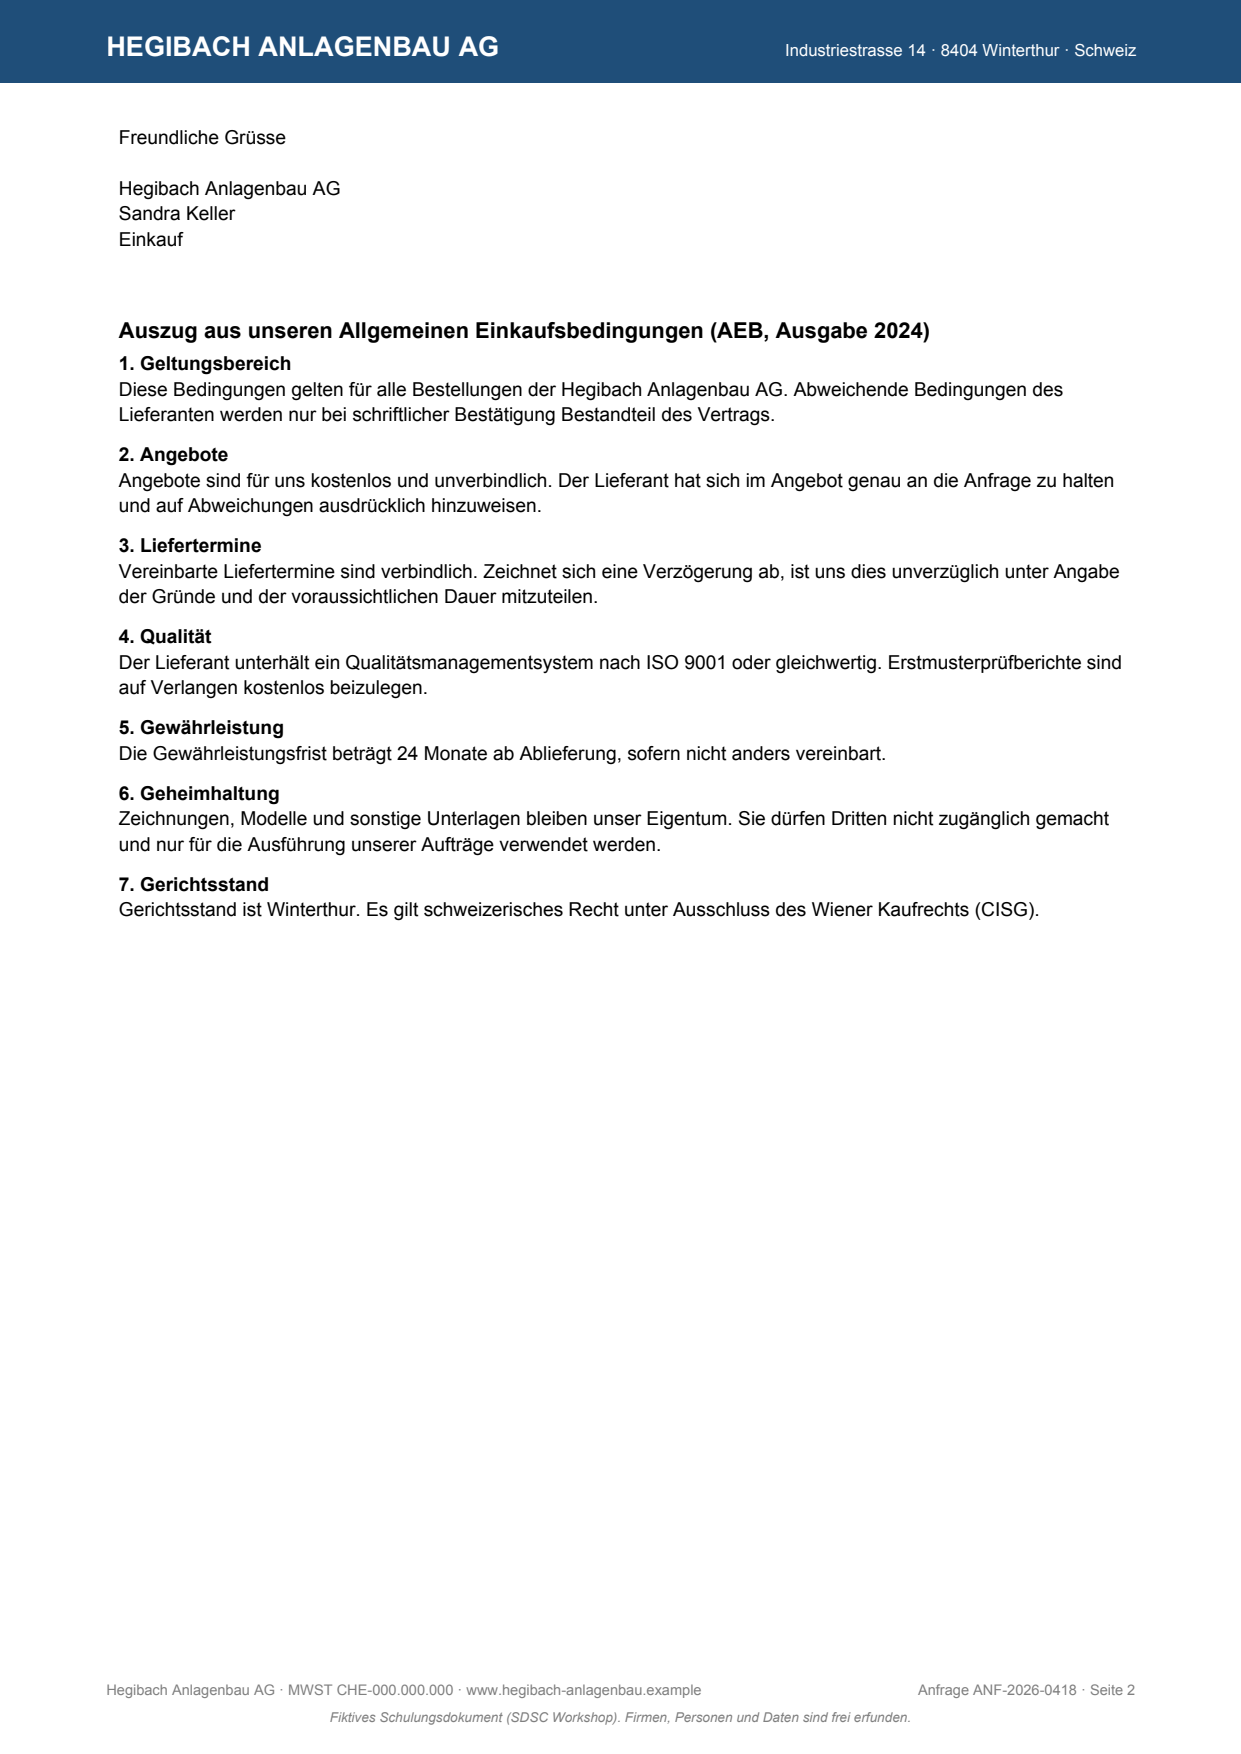 HEGIBACH ANLAGENBAU AG
Industriestrasse 14 · 8404 Winterthur · Schweiz
Freundliche Grüsse
Hegibach Anlagenbau AG
Sandra Keller
Einkauf
Auszug aus unseren Allgemeinen Einkaufsbedingungen (AEB, Ausgabe 2024)
1. Geltungsbereich
Diese Bedingungen gelten für alle Bestellungen der Hegibach Anlagenbau AG. Abweichende Bedingungen des
Lieferanten werden nur bei schriftlicher Bestätigung Bestandteil des Vertrags.
2. Angebote
Angebote sind für uns kostenlos und unverbindlich. Der Lieferant hat sich im Angebot genau an die Anfrage zu halten
und auf Abweichungen ausdrücklich hinzuweisen.
3. Liefertermine
Vereinbarte Liefertermine sind verbindlich. Zeichnet sich eine Verzögerung ab, ist uns dies unverzüglich unter Angabe
der Gründe und der voraussichtlichen Dauer mitzuteilen.
4. Qualität
Der Lieferant unterhält ein Qualitätsmanagementsystem nach ISO 9001 oder gleichwertig. Erstmusterprüfberichte sind
auf Verlangen kostenlos beizulegen.
5. Gewährleistung
Die Gewährleistungsfrist beträgt 24 Monate ab Ablieferung, sofern nicht anders vereinbart.
6. Geheimhaltung
Zeichnungen, Modelle und sonstige Unterlagen bleiben unser Eigentum. Sie dürfen Dritten nicht zugänglich gemacht
und nur für die Ausführung unserer Aufträge verwendet werden.
7. Gerichtsstand
Gerichtsstand ist Winterthur. Es gilt schweizerisches Recht unter Ausschluss des Wiener Kaufrechts (CISG).
Hegibach Anlagenbau AG · MWST CHE-000.000.000 · www.hegibach-anlagenbau.example
Anfrage ANF-2026-0418 · Seite 2
Fiktives Schulungsdokument (SDSC Workshop). Firmen, Personen und Daten sind frei erfunden.